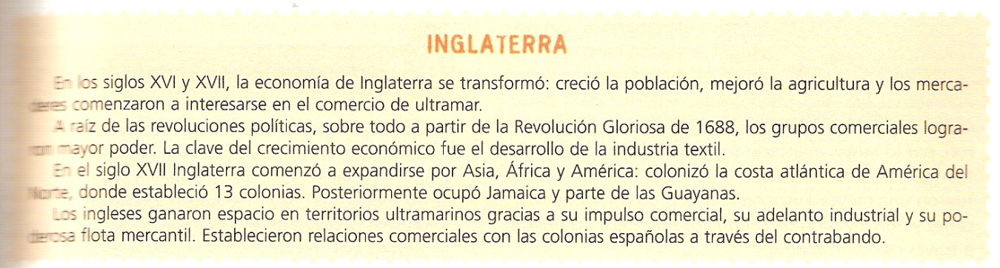 INGLATERRA
En los siglos XVI y XVII, la economía de Inglaterra se transformó: creció la población, mejoró la agricultura y los merca-
deres comenzaron a interesarse en el comercio de ultramar.
A raíz de las revoluciones políticas, sobre todo a partir de la Revolución Gloriosa de 1688, los grupos comerciales logra-
ron mayor poder. La clave del crecimiento económico fue el desarrollo de la industria textil.
En el siglo XVII Inglaterra comenzó a expandirse por Asia, África y América: colonizó la costa atlántica de América del
Norte, donde estableció 13 colonias. Posteriormente ocupó Jamaica y parte de las Guayanas.
Los ingleses ganaron espacio en territorios ultramarinos gracias a su impulso comercial, su adelanto industrial y su po-
derosa flota mercantil. Establecieron relaciones comerciales con las colonias españolas a través del contrabando.